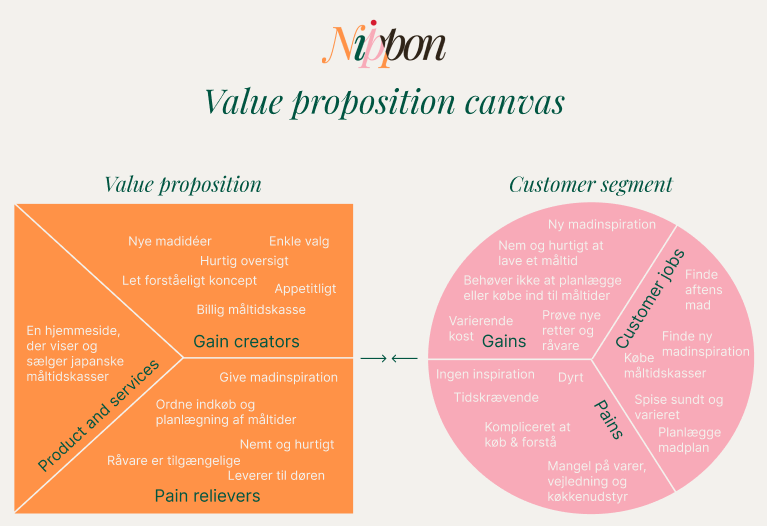 Nippon
Value proposition canvas
Value proposition
Nye madidéer
Enkle valg
Hurtig oversigt
Let forståeligt koncept
Appetitligt
Billig måltidskasse
Gain creators
En hjemmeside,
der viser og
sælger japanske
måltidskasser
Product and services
Give madinspiration
Ordne indkøb og
planlægning af måltider
Nemt og hurtigt
Råvare er tilgængelige
Leverer til døren
Pain relievers
Customer segment
Ny madinspiration
Nem og hurtigt at
lave et måltid
Behøver ikke at planlægge
eller købe ind til måltider
Varierende
kost
Prøve nye
retter og
råvare
Gains
Customer jobs
Finde
aftens
mad
Finde ny
madinspiration
Købe
måltidskasser
Spise sundt og
varieret
Planlægge
madplan
Ingen inspiration
Dyrt
Tidskrævende
Kompliceret at
køb & forstå
Mangel på varer,
vejledning og
køkkenudstyr
Pains